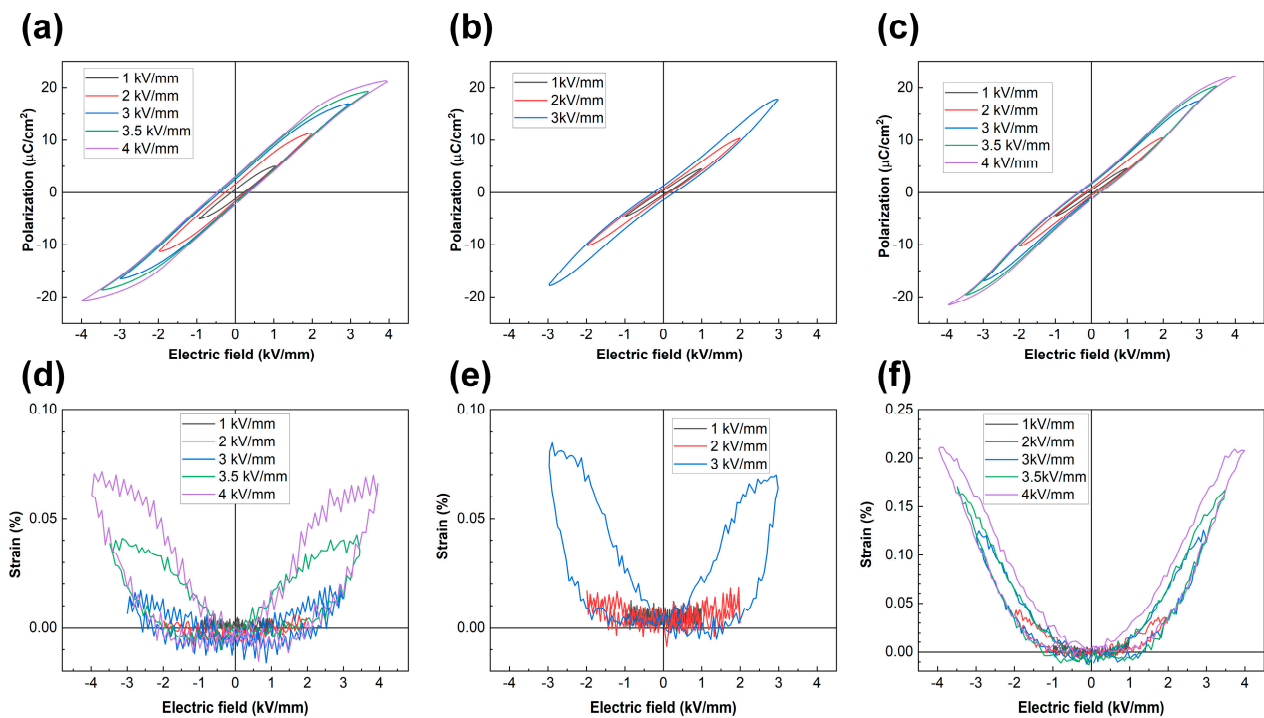 (a)
(b)
(c)
Polarization (μC/cm²)
20
10
0
-10
-20
1 kV/mm
2 kV/mm
3 kV/mm
3.5 kV/mm
4 kV/mm
-4 -3 -2 -1 0 1 2 3 4
Electric field (kV/mm)
Polarization (μC/cm²)
20
10
0
-10
-20
1kV/mm
2kV/mm
3kV/mm
-4 -3 -2 -1 0 1 2 3 4
Electric field (kV/mm)
Polarization (μC/cm²)
20
10
0
-10
-20
1 kV/mm
2 kV/mm
3 kV/mm
3.5 kV/mm
4 kV/mm
-4 -3 -2 -1 0 1 2 3 4
Electric field (kV/mm)
(d)
(e)
(f)
Strain (%)
0.10
0.05
0.00
1 kV/mm
2 kV/mm
3 kV/mm
3.5 kV/mm
4 kV/mm
-4 -3 -2 -1 0 1 2 3 4
Electric field (kV/mm)
Strain (%)
0.10
0.05
0.00
1 kV/mm
2 kV/mm
3 kV/mm
-4 -3 -2 -1 0 1 2 3 4
Electric field (kV/mm)
Strain (%)
0.25
0.20
0.15
0.10
0.05
0.00
1kV/mm
2kV/mm
3kV/mm
3.5kV/mm
4kV/mm
-4 -3 -2 -1 0 1 2 3 4
Electric field (kV/mm)